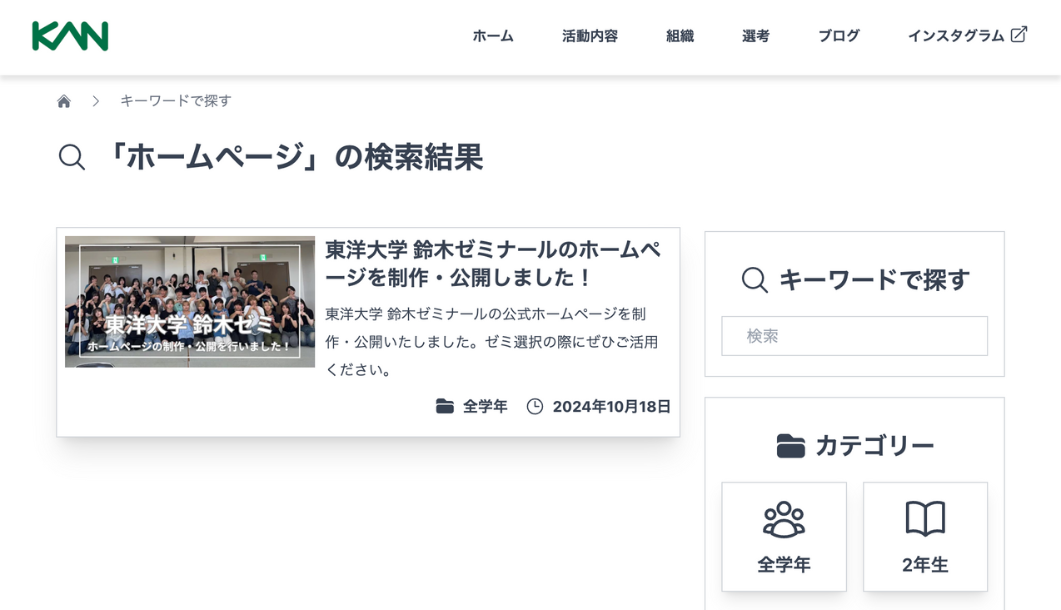 KAN
ホーム
活動内容
組織
選考
ブログ
インスタグラム
キーワードで探す
「ホームページ」の検索結果
東洋大学 鈴木ゼミ
ホームページの制作・公開を行いました！
東洋大学 鈴木ゼミナールのホームペ
ージを制作・公開しました！
東洋大学 鈴木ゼミナールの公式ホームページを制
作・公開いたしました。ゼミ選択の際にぜひご活用
ください。
全学年
2024年10月18日
キーワードで探す
検索
カテゴリー
全学年
2年生